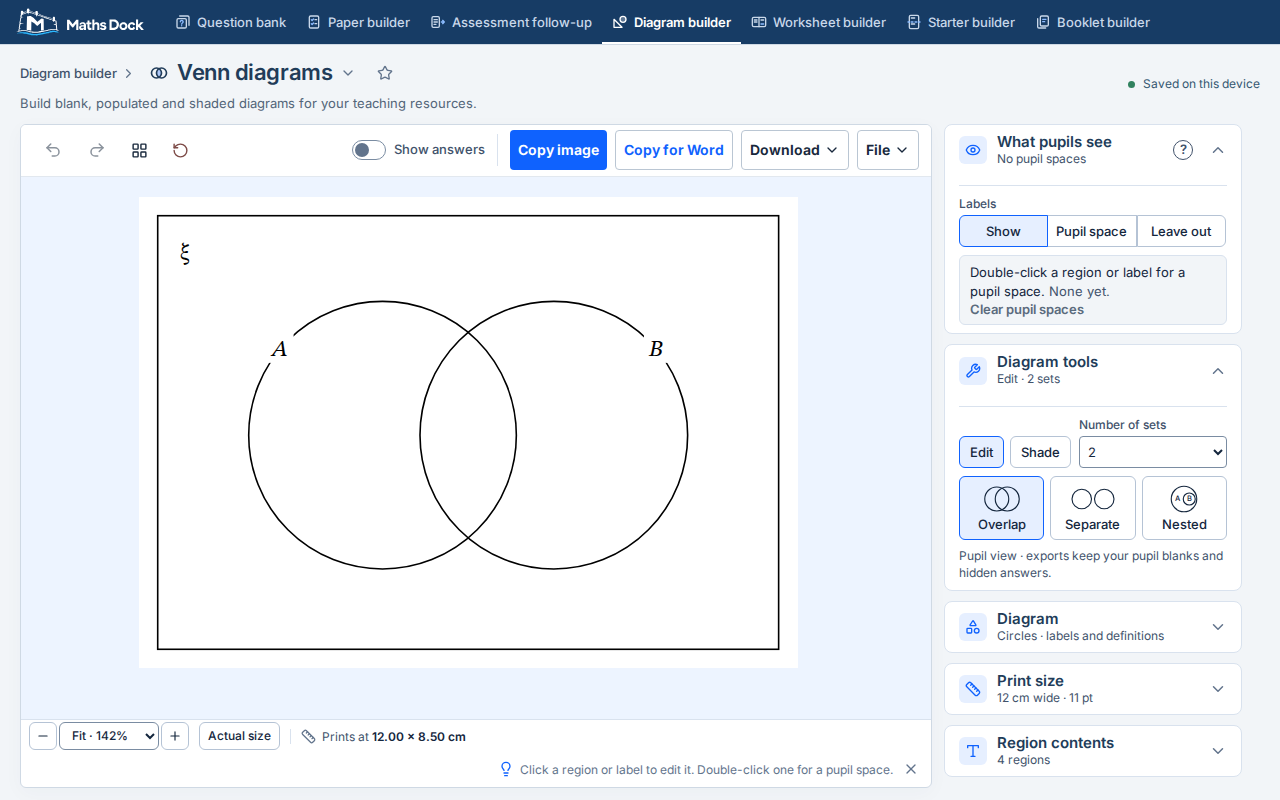 Maths Dock
Question bank
Paper builder
Assessment follow-up
Diagram builder
Worksheet builder
Starter builder
Booklet builder
Diagram builder
Venn diagrams
Saved on this device
Build blank, populated and shaded diagrams for your teaching resources.
Show answers
Copy image
Copy for Word
Download
File
ξ
A
B
Fit · 142%
Actual size
Prints at 12.00 × 8.50 cm
Click a region or label to edit it. Double-click one for a pupil space.
What pupils see
No pupil spaces
?
Labels
Show
Pupil space
Leave out
Double-click a region or label for a
pupil space. None yet.
Clear pupil spaces
Diagram tools
Edit · 2 sets
Number of sets
Edit
Shade
2
Overlap
Separate
A B
Nested
Pupil view · exports keep your pupil blanks and
hidden answers.
Diagram
Circles · labels and definitions
Print size
12 cm wide · 11 pt
Region contents
4 regions